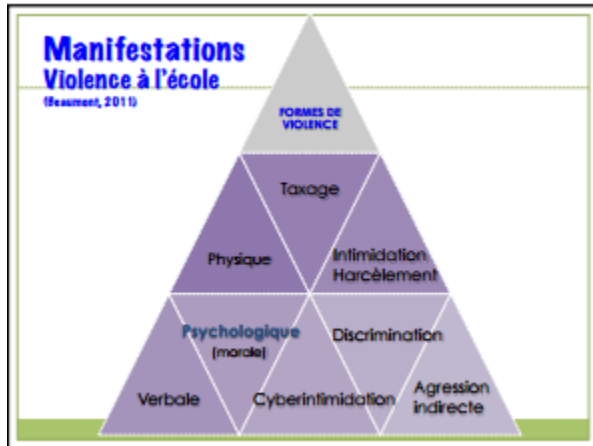 Manifestations
Violence à l'école
(Beaumont, 2011)
FORMES DE
VIOLENCE
Taxage
Physique
Intimidation
Harcèlement
Psychologique
(morale)
Discrimination
Verbale
Cyberintimidation
Agression
indirecte